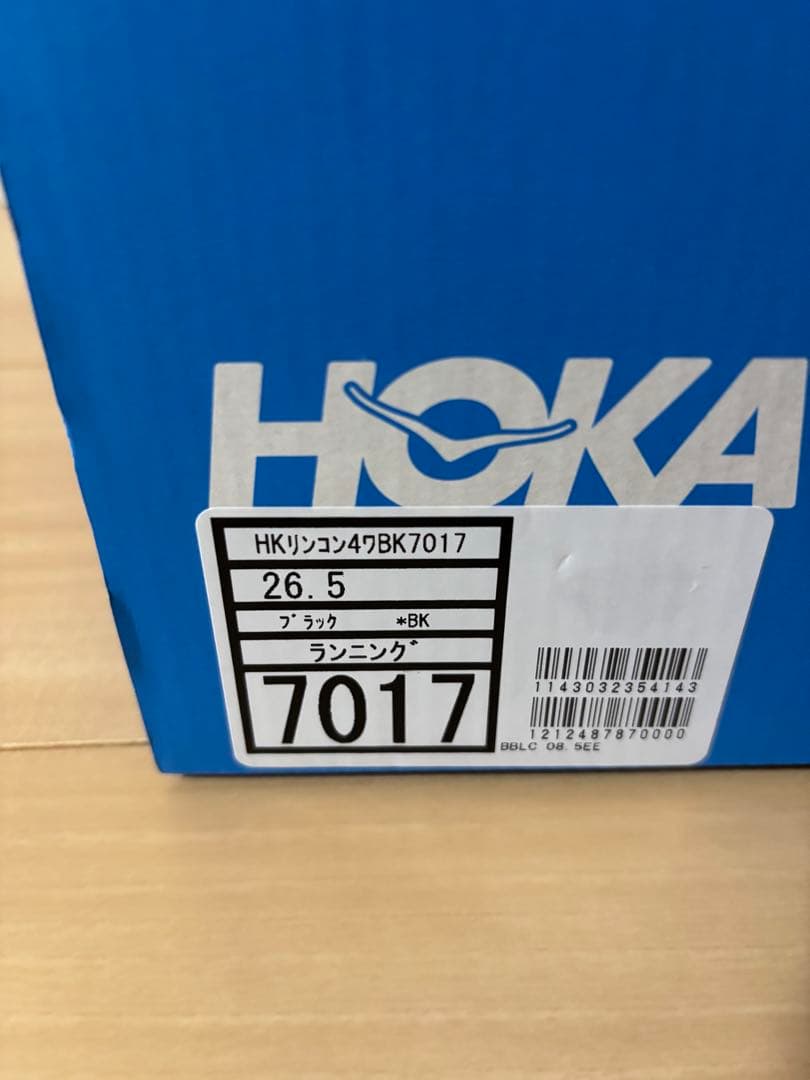 HOKA
HKリンコン4ワBK7017
26.5
ブラック *BK
ランニング
7017
1143032354143
1212487870000
BBLC 08.5EE